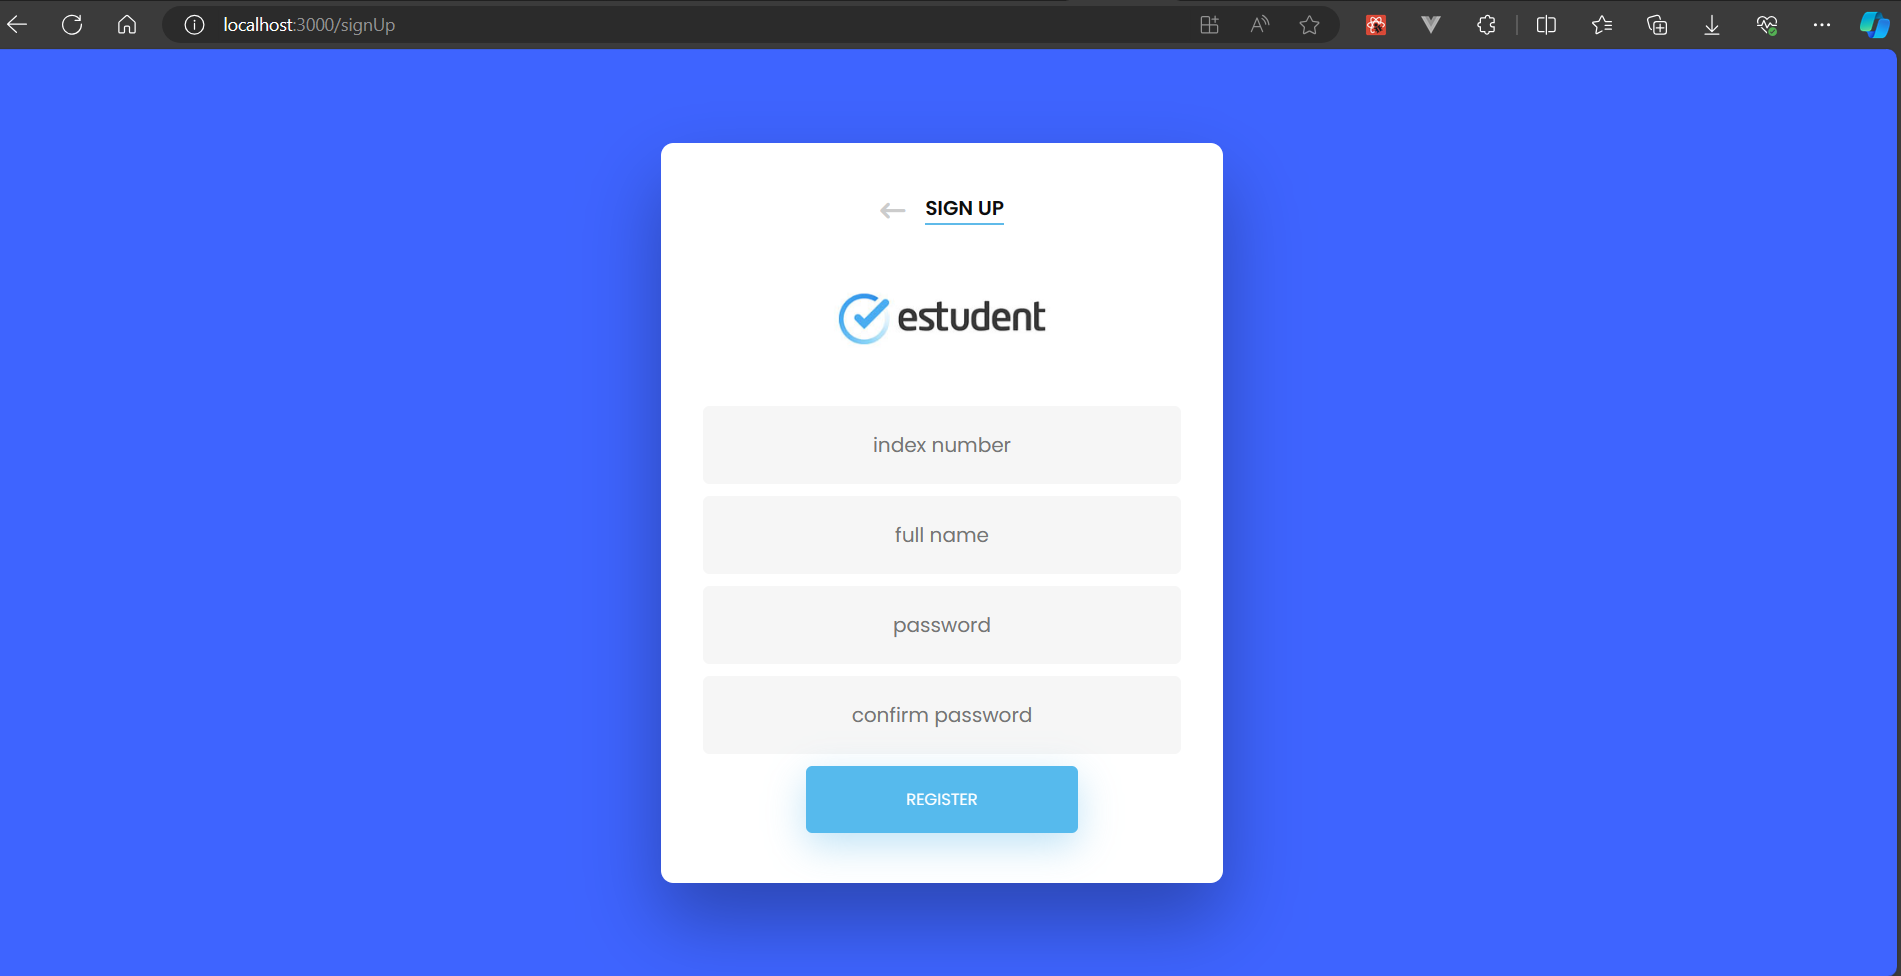 localhost:3000/signUp
SIGN UP
estudent
index number
full name
password
confirm password
REGISTER